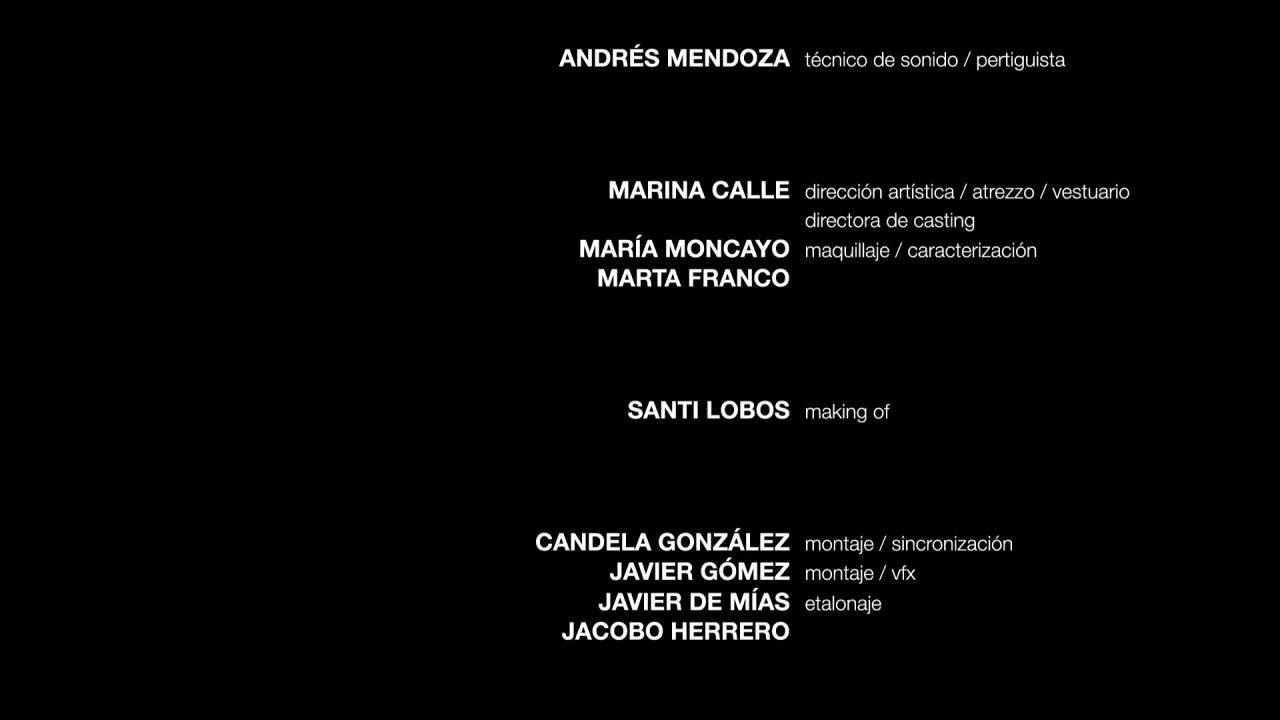 ANDRÉS MENDOZA técnico de sonido / pertiguista
MARINA CALLE dirección artística / atrezzo / vestuario
directora de casting
MARÍA MONCAYO maquillaje / caracterización
MARTA FRANCO
SANTI LOBOS making of
CANDELA GONZÁLEZ montaje / sincronización
JAVIER GÓMEZ montaje / vfx
JAVIER DE MÍAS etalonaje
JACOBO HERRERO